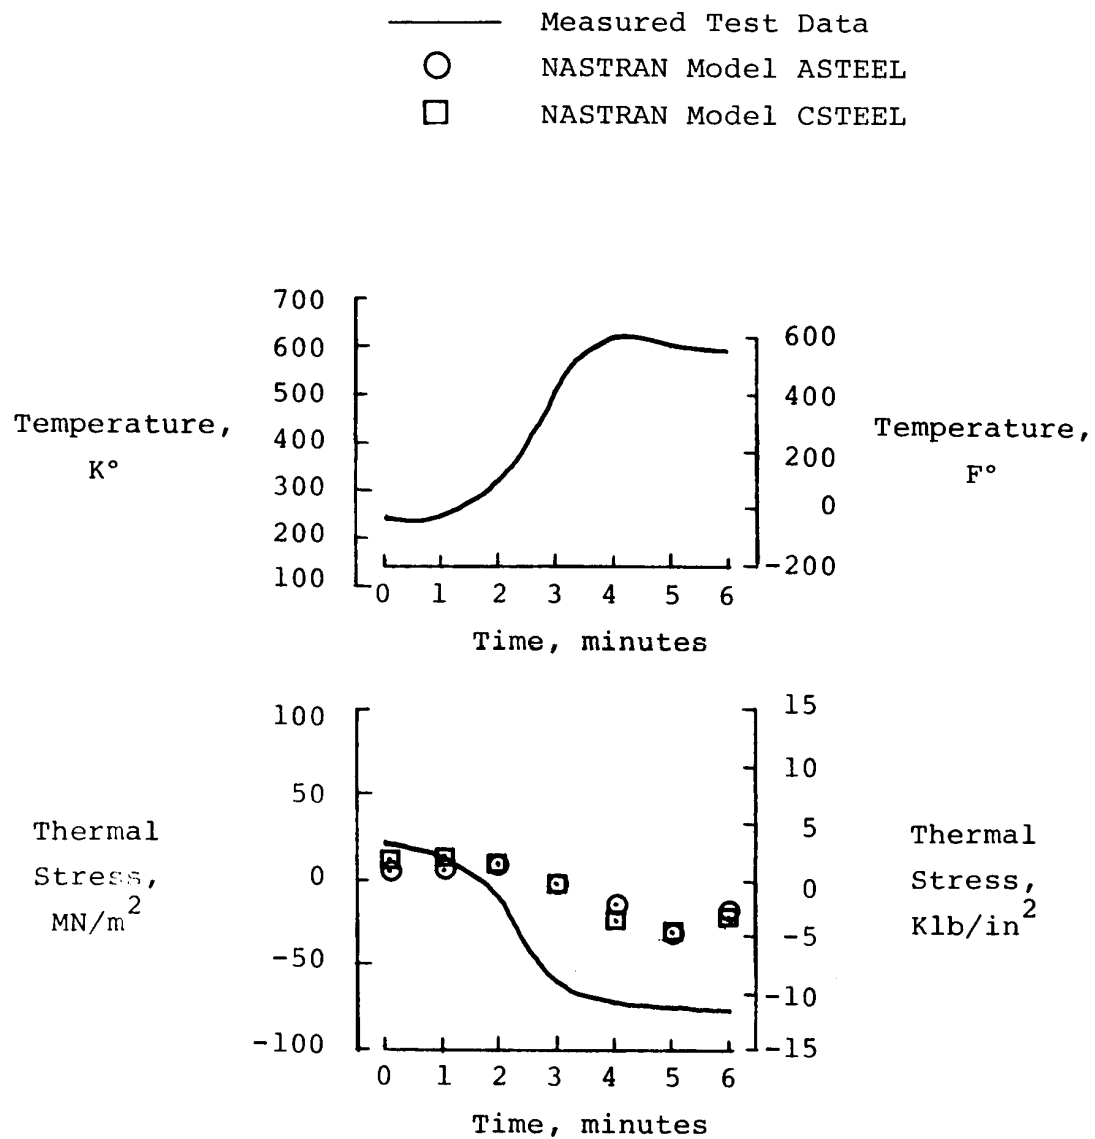 Measured Test Data
NASTRAN Model ASTEEL
NASTRAN Model CSTEEL
700
600
500
400
300
200
100
Temperature,
K°
600
400
200
0
-200
Temperature,
F°
0 1 2 3 4 5 6
Time, minutes
100
50
0
-50
-100
Thermal
Stress,
MN/m²
15
10
5
0
-5
-10
-15
Thermal
Stress,
Klb/in²
0 1 2 3 4 5 6
Time, minutes